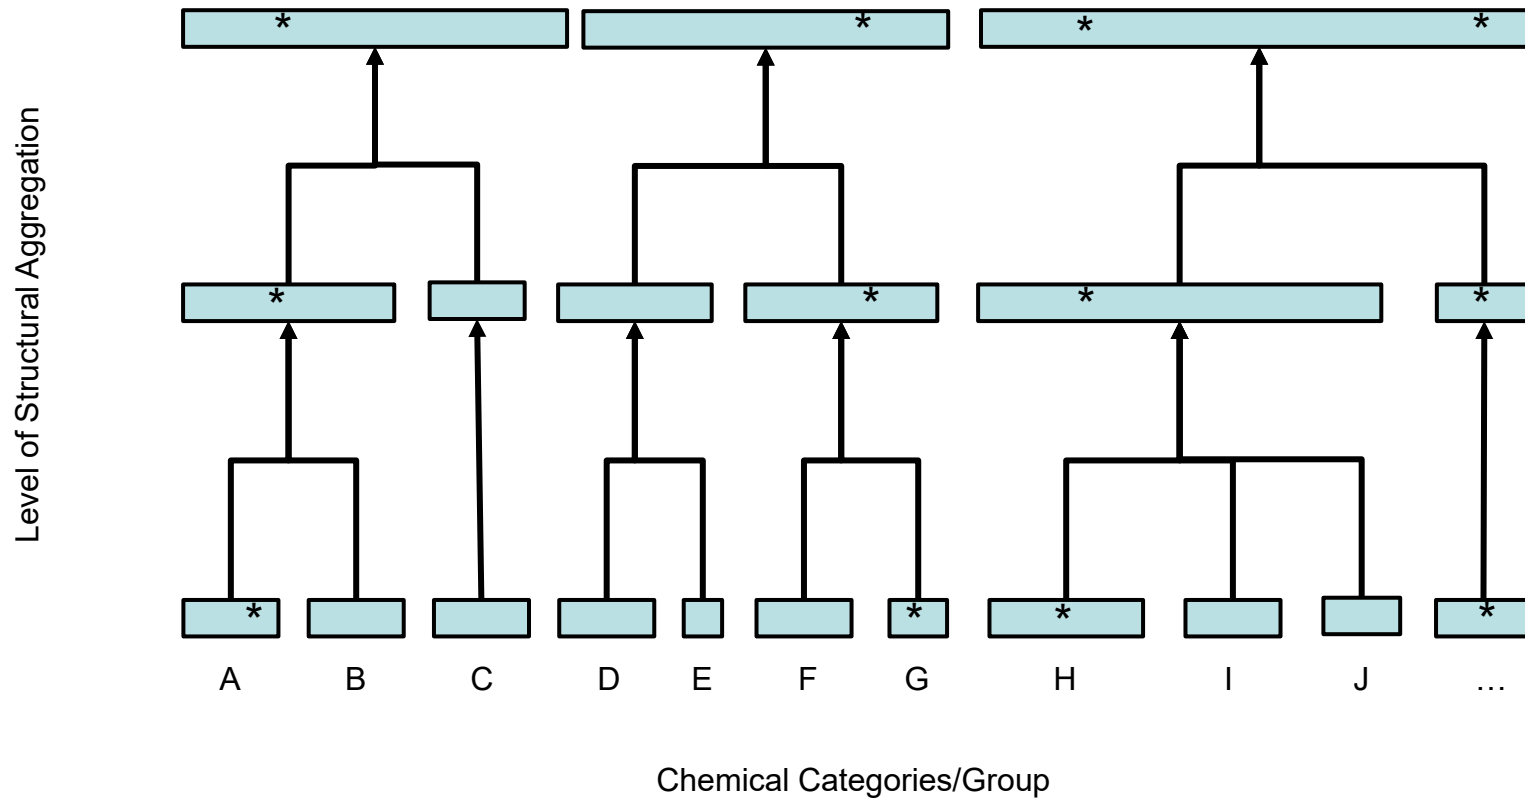 * * * *
Level of Structural Aggregation
* * * *
* * * *
A B C D E F G H I J …
Chemical Categories/Group